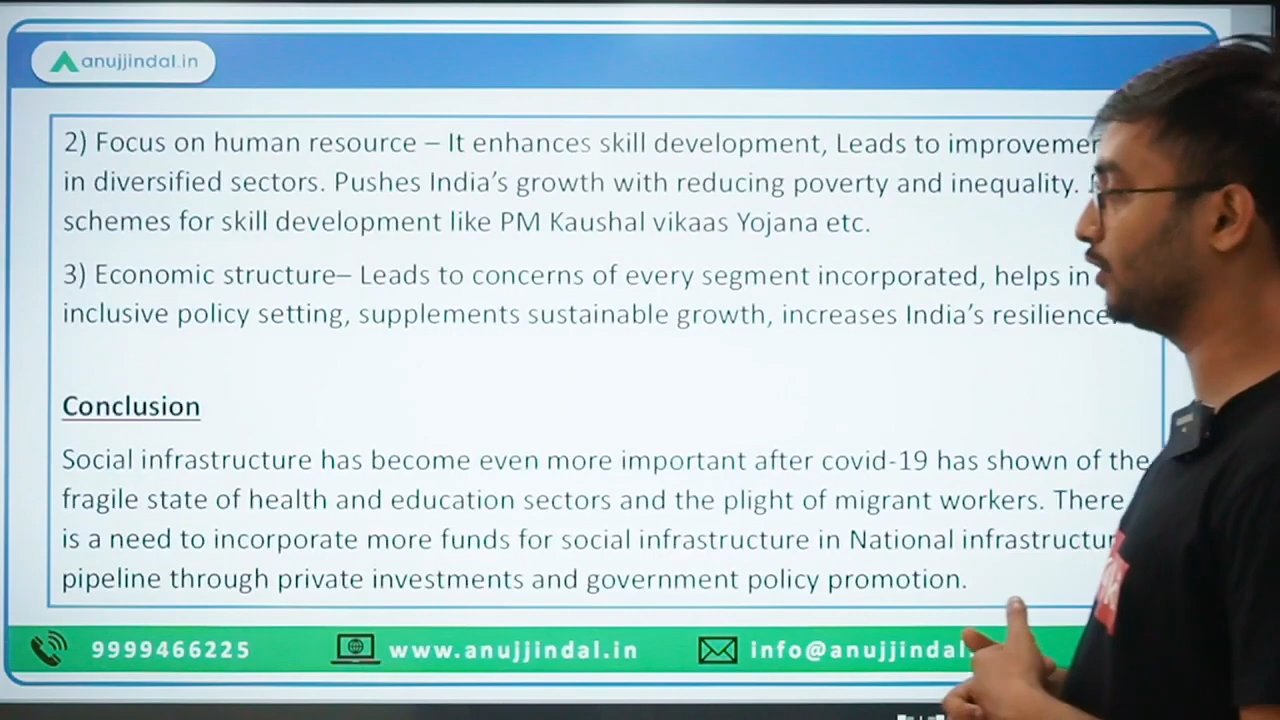 anujjindal.in
2) Focus on human resource – It enhances skill development, Leads to
in diversified sectors. Pushes India's growth with reducing poverty and inequality.
schemes for skill development like PM Kaushal vikaas Yojana etc.
3) Economic structure– Leads to concerns of every segment incorporated, helps in
inclusive policy setting, supplements sustainable growth, increases India's resilience.
Conclusion
Social infrastructure has become even more important after covid-19 has shown of the
fragile state of health and education sectors and the plight of migrant workers. There
is a need to incorporate more funds for social infrastructure in National
pipeline through private investments and government policy promotion.
9999466225
www.anujjindal.in
info@anujjindal.